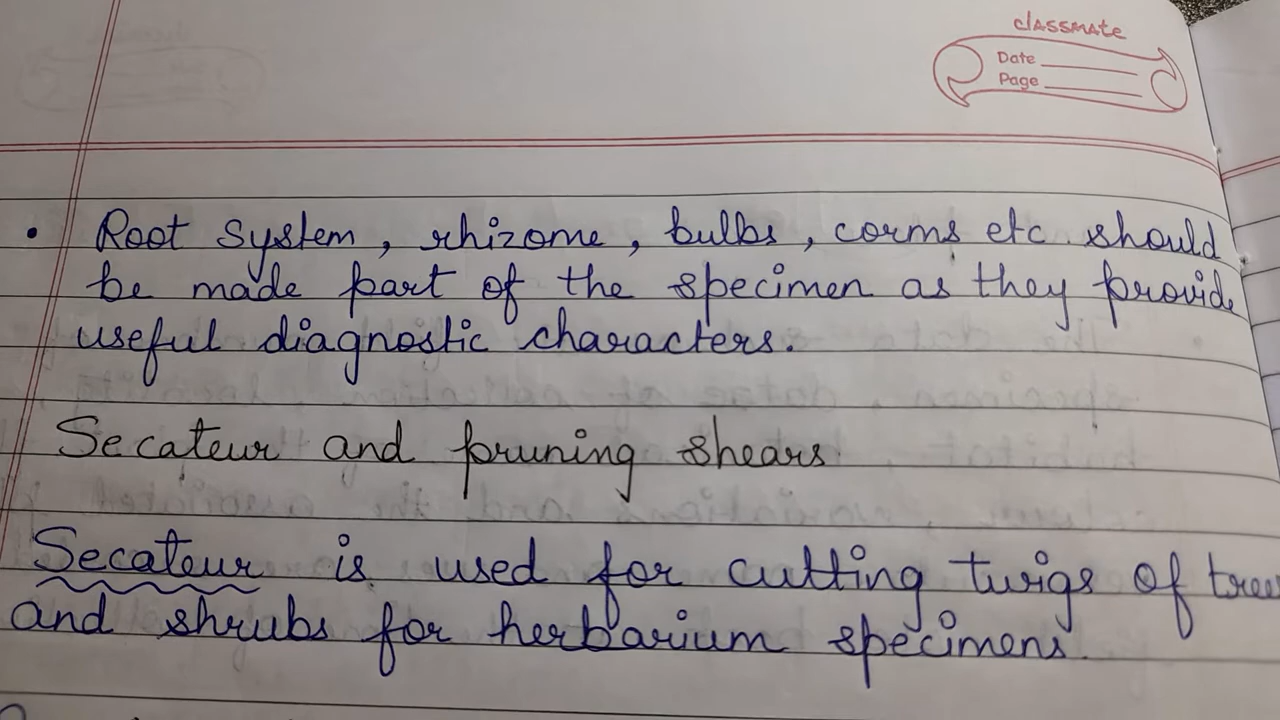 classmate
Date
Page
• Root system, rhizome, bulbs, corms etc. should
be made part of the specimen as they provide
useful diagnostic characters.
Secateur and pruning shears
Secateur is used for cutting twigs of tree
and shrubs for herbarium specimens.